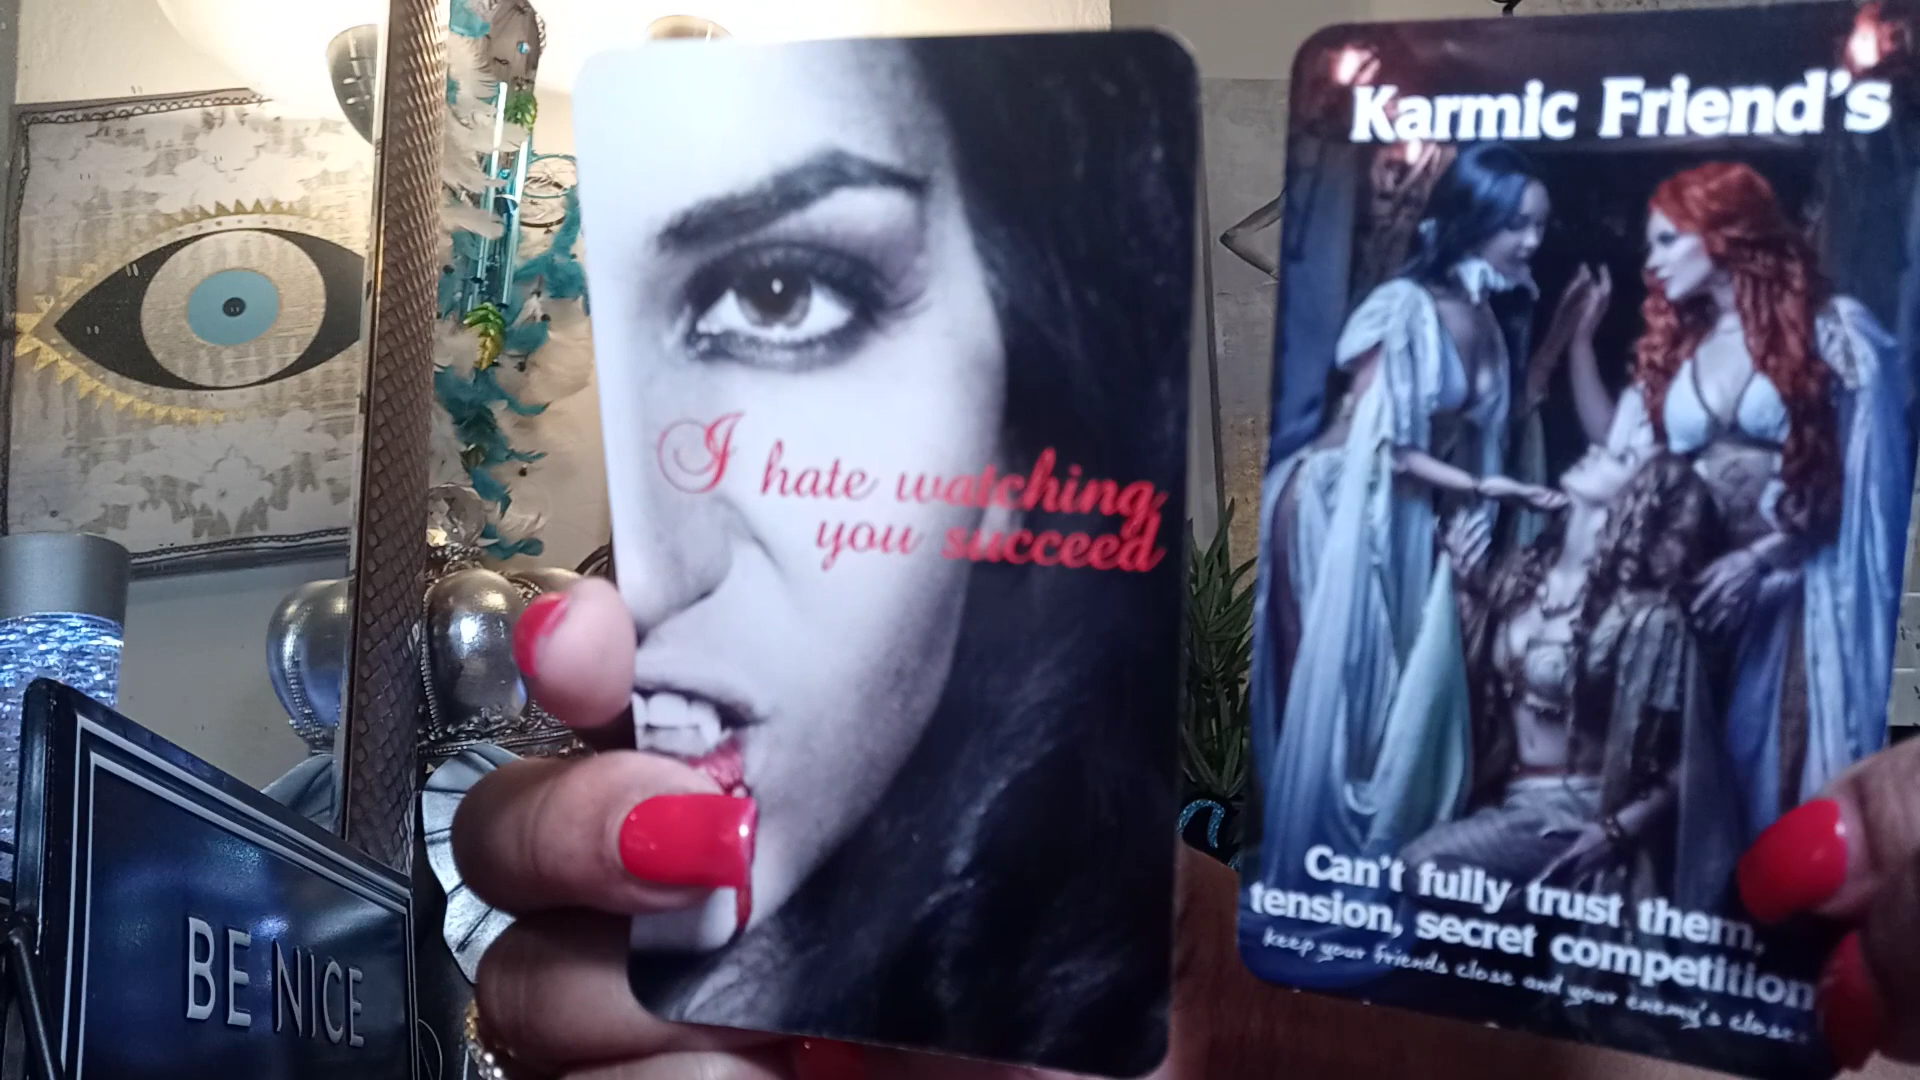 I hate watching
you succeed
Karmic Friend's
Can't fully trust them,
tension, secret competition
keep your friends close and your enemy's close.
BE NICE